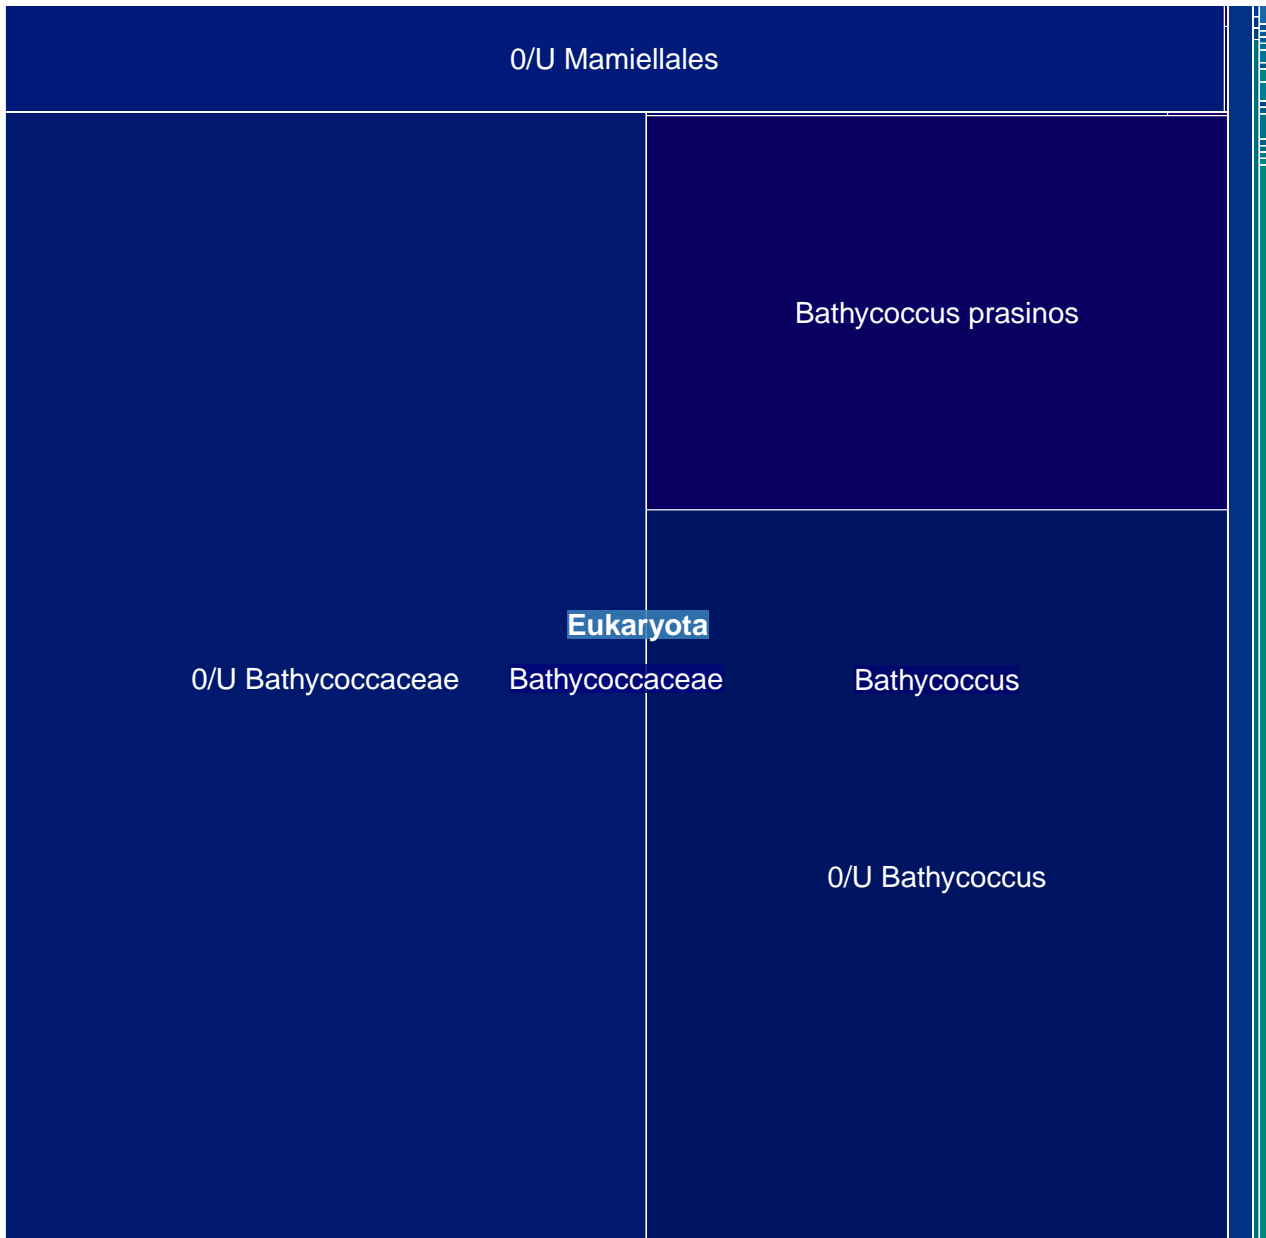 0/U Mamiellales
Bathycoccus prasinos
Eukaryota
0/U Bathycoccaceae
Bathycoccaceae
Bathycoccus
0/U Bathycoccus